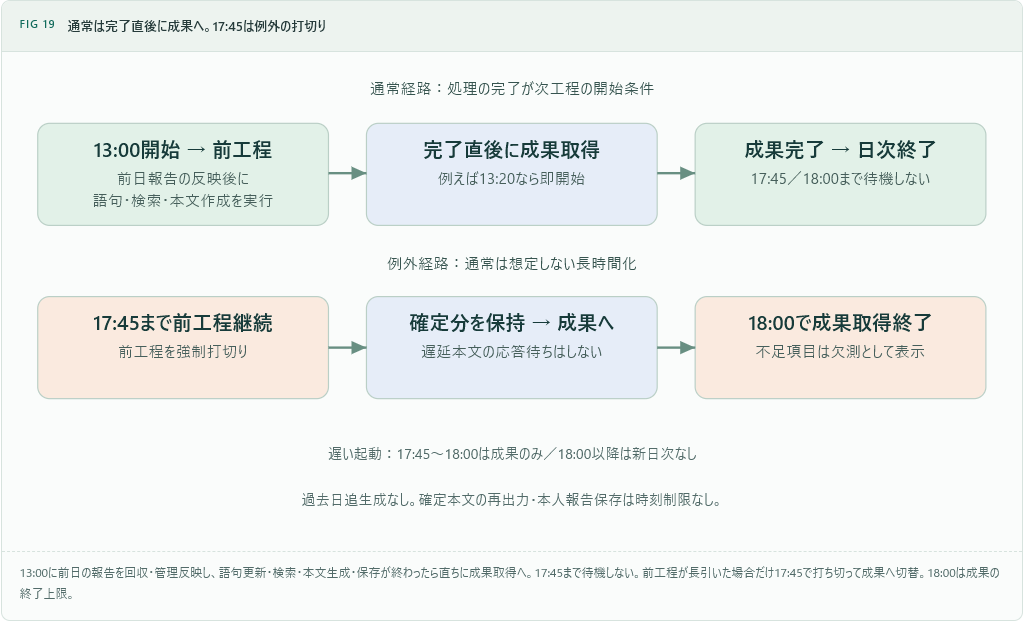 FIG 19 通常は完了直後に成果へ。17:45は例外の打切り
通常経路：処理の完了が次工程の開始条件
13:00開始 → 前工程
前日報告の反映後に
語句・検索・本文作成を実行
完了直後に成果取得
例えば13:20なら即開始
成果完了 → 日次終了
17:45／18:00まで待機しない
例外経路：通常は想定しない長時間化
17:45まで前工程継続
前工程を強制打切り
確定分を保持 → 成果へ
遅延本文の応答待ちはしない
18:00で成果取得終了
不足項目は欠測として表示
遅い起動：17:45～18:00は成果のみ／18:00以降は新日次なし
過去日追生成なし。確定本文の再出力・本人報告保存は時刻制限なし。
13:00に前日の報告を回収・管理反映し、語句更新・検索・本文生成・保存が終わったら直ちに成果取得へ。17:45まで待機しない。前工程が長引いた場合だけ17:45で打ち切って成果へ切替。18:00は成果の
終了上限。